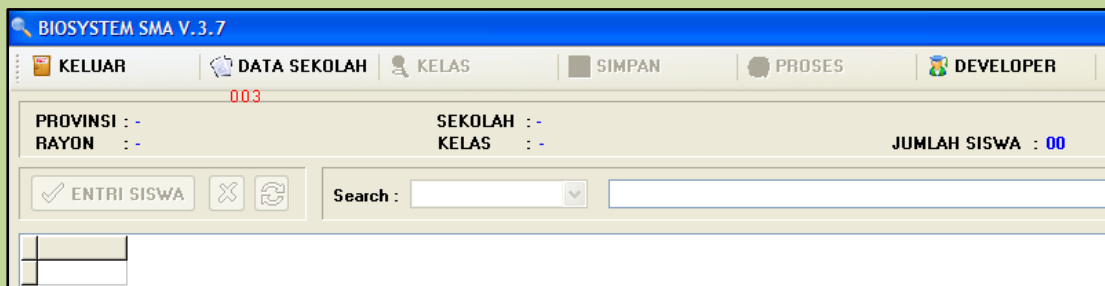 BIOSYSTEM SMA V.3.7
KELUAR DATA SEKOLAH KELAS SIMPAN PROSES DEVELOPER
003
PROVINSI : - SEKOLAH : -
RAYON : - KELAS : - JUMLAH SISWA : 00
ENTRI SISWA Search :